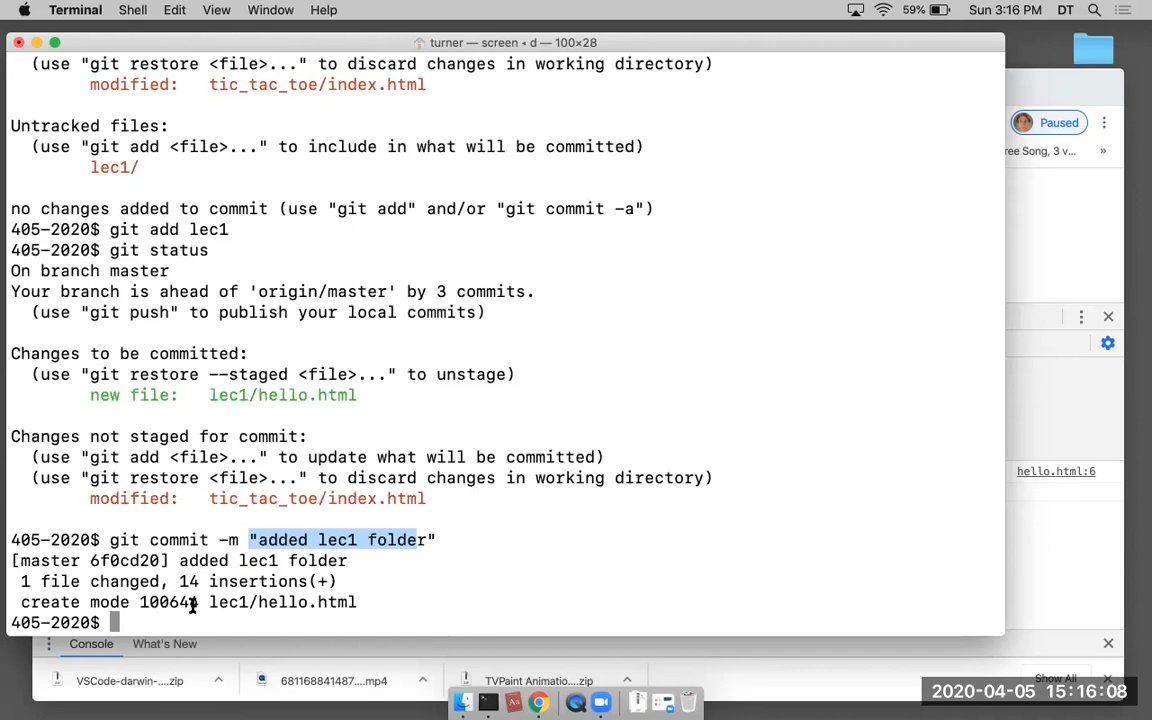 Terminal Shell Edit View Window Help 59% Sun 3:16 PM DT
turner — screen ◂ d — 100×28
(use "git restore <file>..." to discard changes in working directory)
modified: tic_tac_toe/index.html
Untracked files:
(use "git add <file>..." to include in what will be committed)
lec1/
no changes added to commit (use "git add" and/or "git commit -a")
405-2020$ git add lec1
405-2020$ git status
On branch master
Your branch is ahead of 'origin/master' by 3 commits.
(use "git push" to publish your local commits)
Changes to be committed:
(use "git restore --staged <file>..." to unstage)
new file: lec1/hello.html
Changes not staged for commit:
(use "git add <file>..." to update what will be committed)
(use "git restore <file>..." to discard changes in working directory)
modified: tic_tac_toe/index.html
405-2020$ git commit -m "added lec1 folder"
[master 6f0cd20] added lec1 folder
1 file changed, 14 insertions(+)
create mode 100644 lec1/hello.html
405-2020$
Paused
ree Song, 3 v... »
hello.html:6
Console What's New
VSCode-darwin-....zip 681168841487....mp4 TVPaint Animatio....zip Show All
2020-04-05 15:16:08